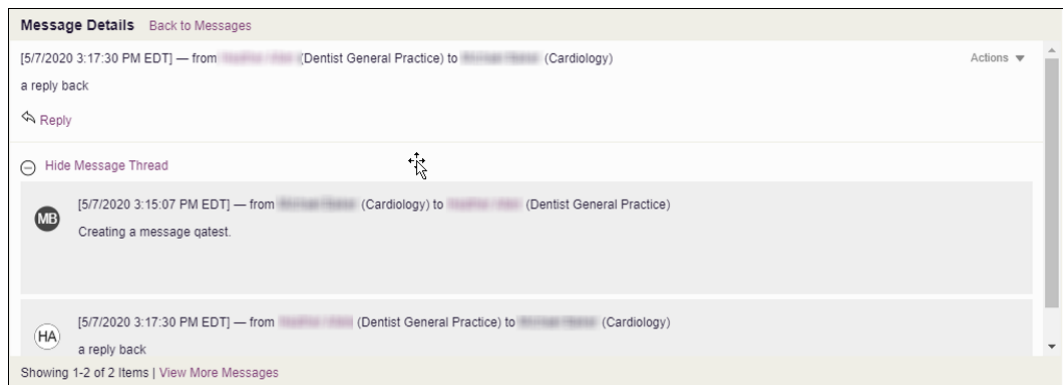 Message Details Back to Messages
[5/7/2020 3:17:30 PM EDT] — from (Dentist General Practice) to (Cardiology)
Actions ▼
a reply back
Reply
Hide Message Thread
MB
[5/7/2020 3:15:07 PM EDT] — from (Cardiology) to (Dentist General Practice)
Creating a message qatest.
HA
[5/7/2020 3:17:30 PM EDT] — from (Dentist General Practice) to (Cardiology)
a reply back
Showing 1-2 of 2 Items | View More Messages